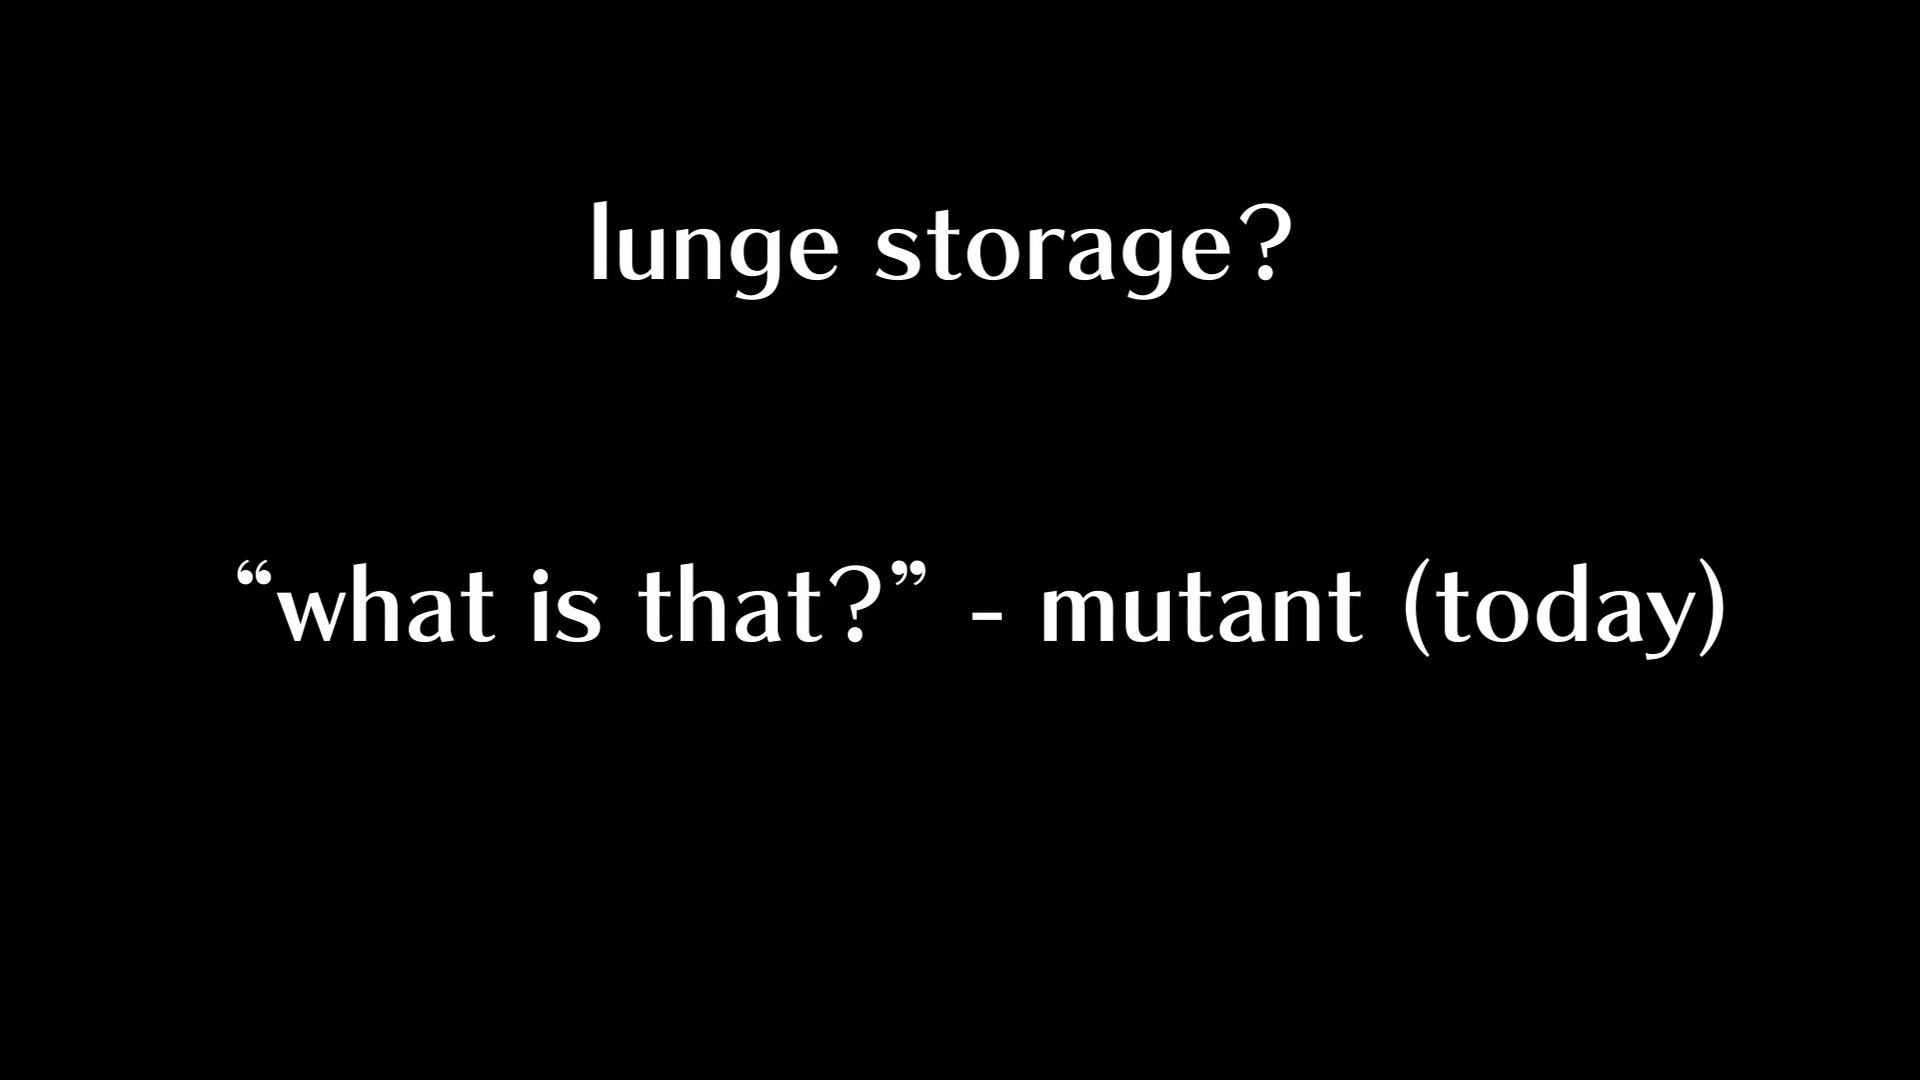 lunge storage?
“what is that?” - mutant (today)